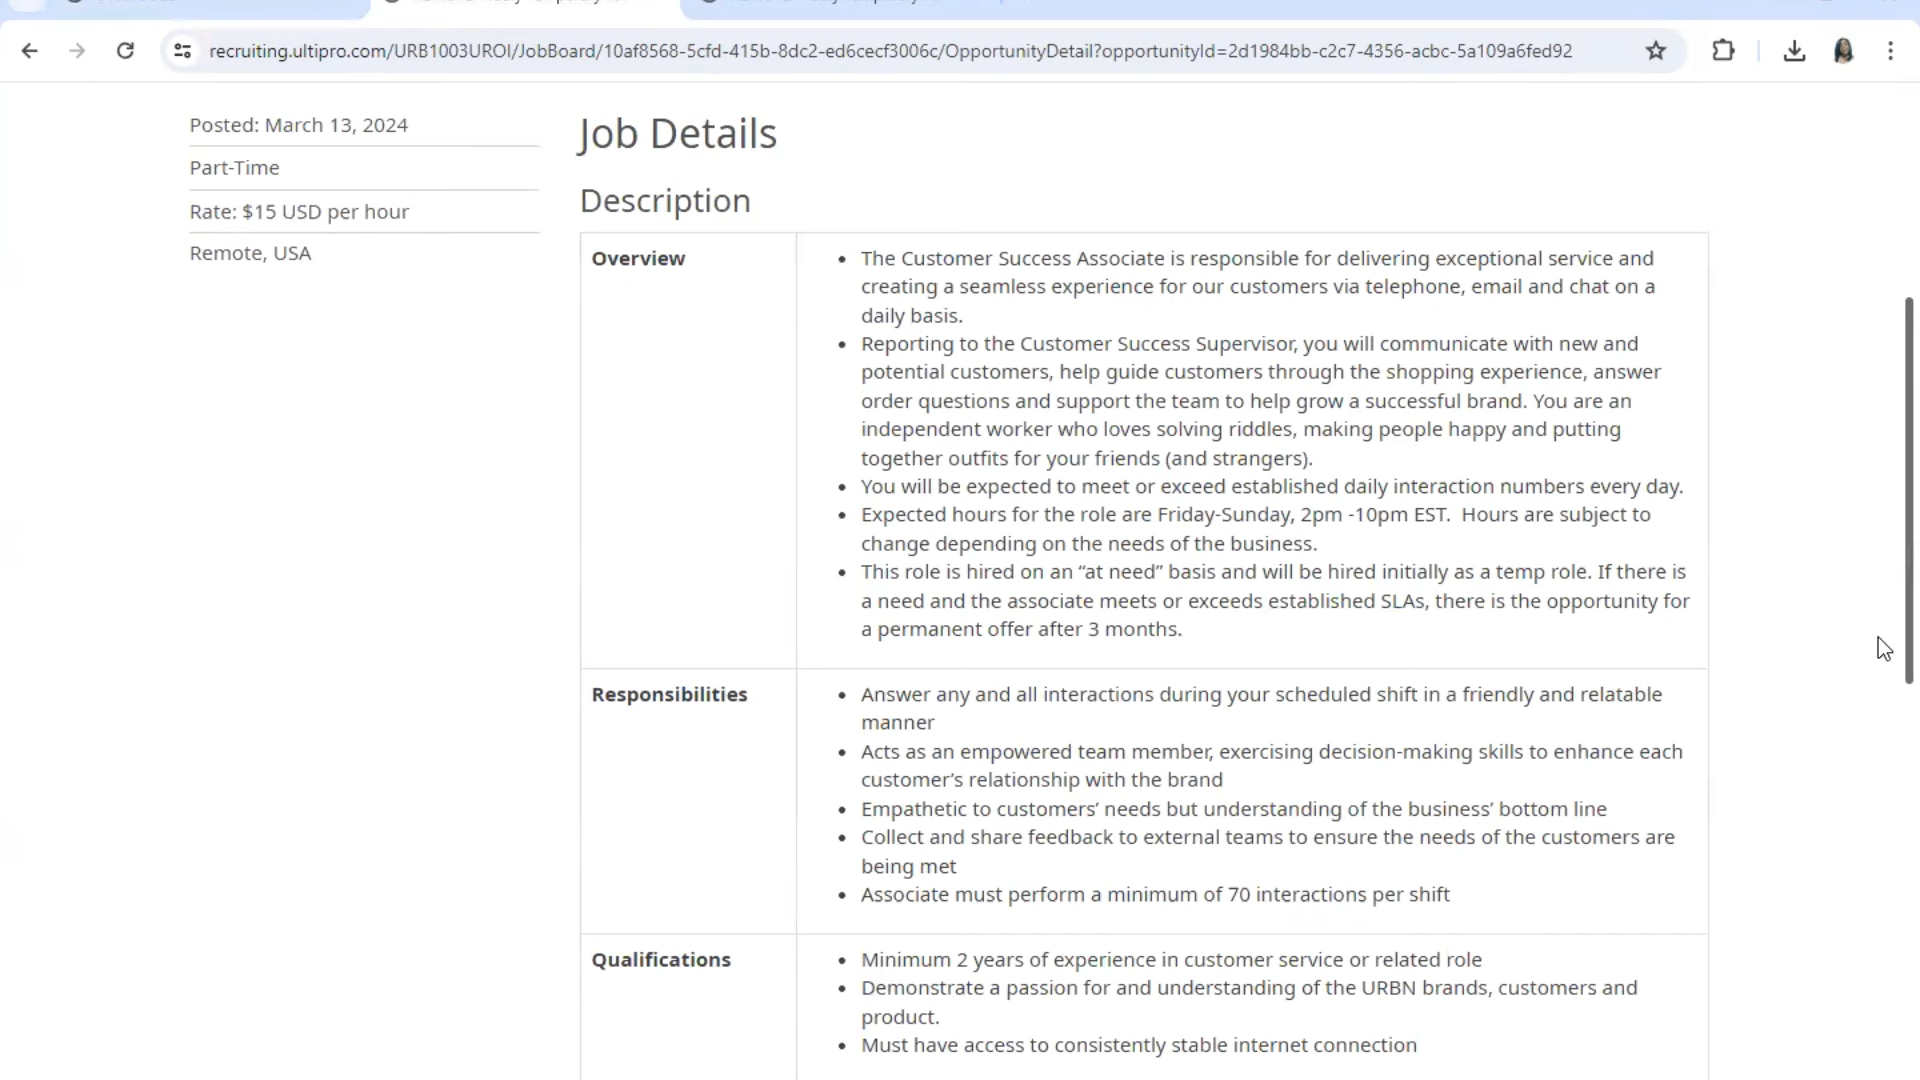 recruiting.ultipro.com/URB1003UROI/JobBoard/10af8568-5cfd-415b-8dc2-ed6cecf3006c/OpportunityDetail?opportunityId=2d1984bb-c2c7-4356-acbc-5a109a6fed92
Posted: March 13, 2024
Part-Time
Rate: $15 USD per hour
Remote, USA
Job Details
Description
Overview
• The Customer Success Associate is responsible for delivering exceptional service and
creating a seamless experience for our customers via telephone, email and chat on a
daily basis.
• Reporting to the Customer Success Supervisor, you will communicate with new and
potential customers, help guide customers through the shopping experience, answer
order questions and support the team to help grow a successful brand. You are an
independent worker who loves solving riddles, making people happy and putting
together outfits for your friends (and strangers).
• You will be expected to meet or exceed established daily interaction numbers every day.
• Expected hours for the role are Friday-Sunday, 2pm -10pm EST.  Hours are subject to
change depending on the needs of the business.
• This role is hired on an “at need” basis and will be hired initially as a temp role. If there is
a need and the associate meets or exceeds established SLAs, there is the opportunity for
a permanent offer after 3 months.
Responsibilities
• Answer any and all interactions during your scheduled shift in a friendly and relatable
manner
• Acts as an empowered team member, exercising decision-making skills to enhance each
customer’s relationship with the brand
• Empathetic to customers’ needs but understanding of the business’ bottom line
• Collect and share feedback to external teams to ensure the needs of the customers are
being met
• Associate must perform a minimum of 70 interactions per shift
Qualifications
• Minimum 2 years of experience in customer service or related role
• Demonstrate a passion for and understanding of the URBN brands, customers and
product.
• Must have access to consistently stable internet connection